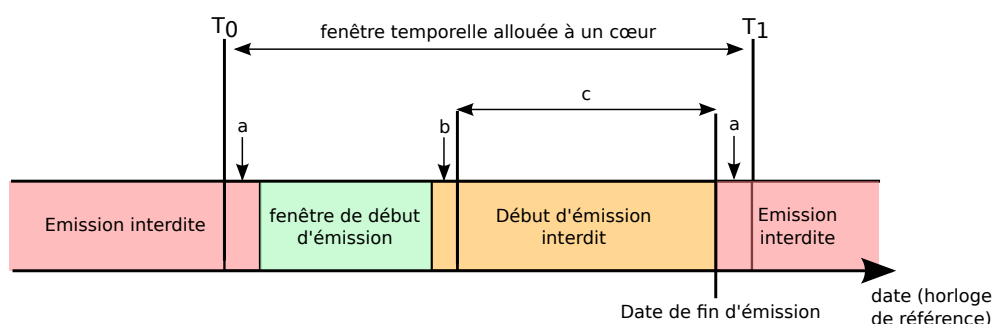 T0
fenêtre temporelle allouée à un cœur
T1
c
a
b
a
Emission interdite
fenêtre de début
d'émission
Début d'émission
interdit
Emission
interdite
Date de fin d'émission
date (horloge
de référence)